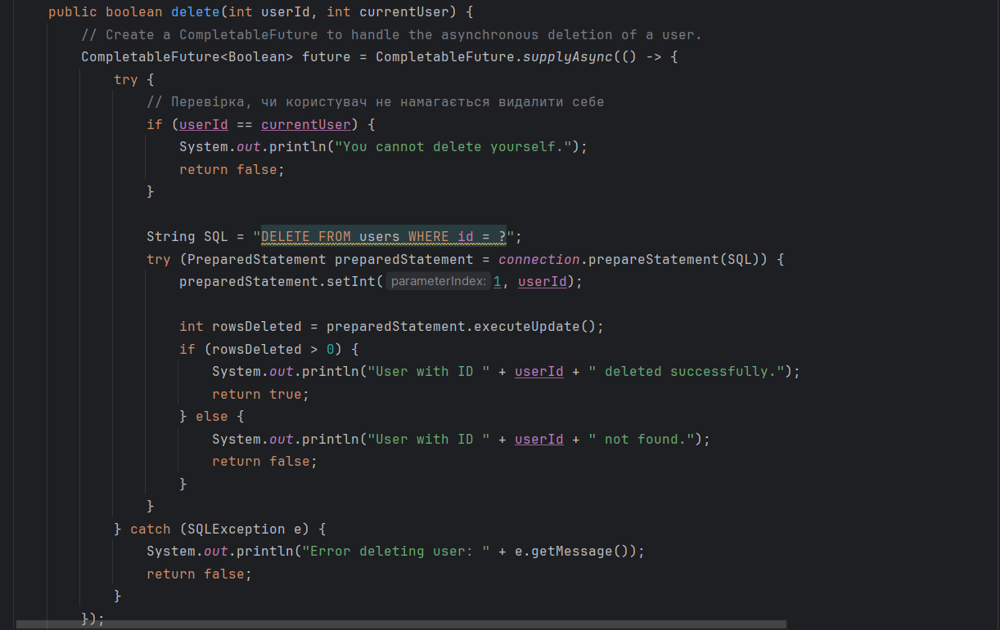 public boolean delete(int userId, int currentUser) {
// Create a CompletableFuture to handle the asynchronous deletion of a user.
CompletableFuture<Boolean> future = CompletableFuture.supplyAsync(() -> {
try {
// Перевірка, чи користувач не намагається видалити себе
if (userId == currentUser) {
System.out.println("You cannot delete yourself.");
return false;
}
String SQL = "DELETE FROM users WHERE id = ?";
try (PreparedStatement preparedStatement = connection.prepareStatement(SQL)) {
preparedStatement.setInt( parameterIndex: 1, userId);
int rowsDeleted = preparedStatement.executeUpdate();
if (rowsDeleted > 0) {
System.out.println("User with ID " + userId + " deleted successfully.");
return true;
} else {
System.out.println("User with ID " + userId + " not found.");
return false;
}
}
} catch (SQLException e) {
System.out.println("Error deleting user: " + e.getMessage());
return false;
}
});